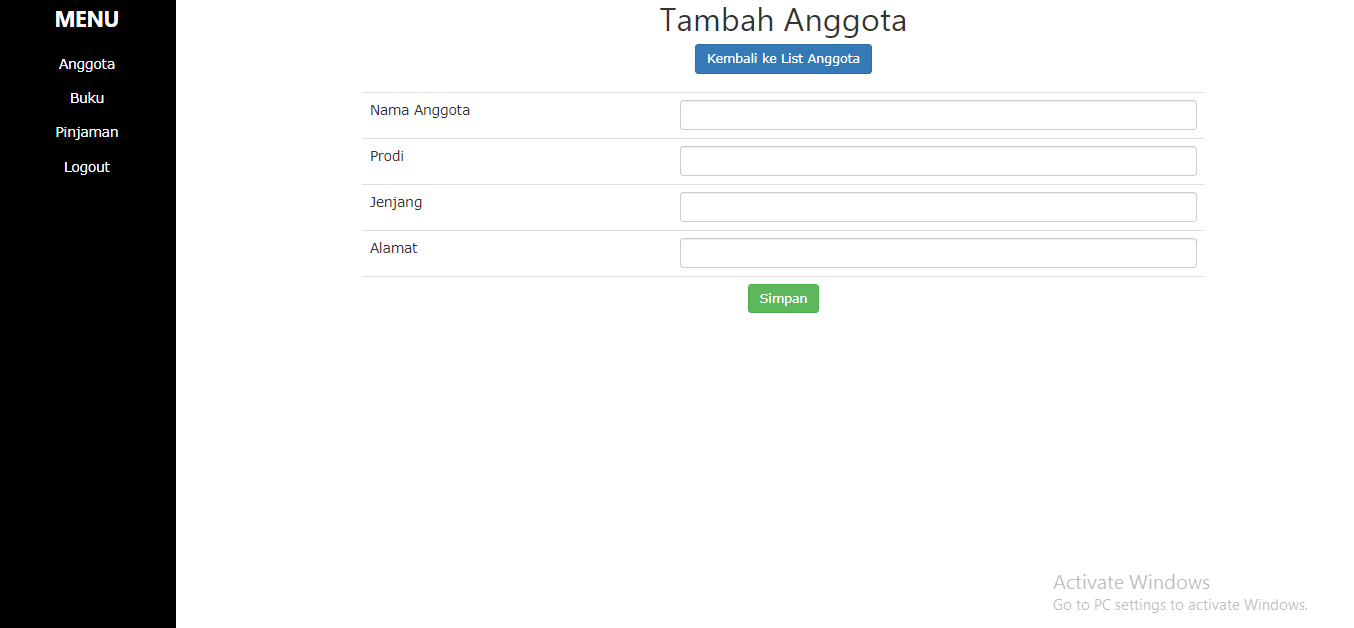 MENU
Anggota
Buku
Pinjaman
Logout
Tambah Anggota
Kembali ke List Anggota
Nama Anggota
Prodi
Jenjang
Alamat
Simpan
Activate Windows
Go to PC settings to activate Windows.